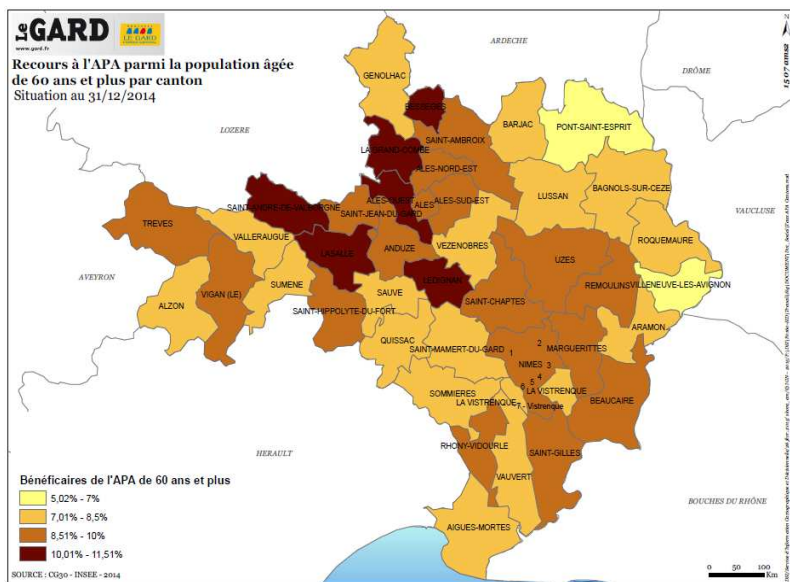 Le GARD
www.gard.fr
LE GARD
Recours à l'APA parmi la population âgée
de 60 ans et plus par canton
Situation au 31/12/2014
ARDECHE
DRÔME
LOZERE
VAUCLUSE
AVEYRON
HERAULT
BOUCHES DU RHÔNE
GENOLHAC
BESSEGES
BARJAC
PONT-SAINT-ESPRIT
SAINT-AMBROIX
LA GRAND-COMBE
ALES-NORD-EST
LUSSAN
BAGNOLS-SUR-CEZE
ALES-OUEST
ALES
ALES-SUD-EST
SAINT-ANDRE-DE-VALBORGNE
SAINT-JEAN-DU-GARD
TREVES
VALLERAUGUE
ROQUEMAURE
LASALLE
ANDUZE
VEZENOBRES
UZES
VILLENEUVE-LES-AVIGNON
REMOULINS
LEDIGNAN
SUMENE
SAUVE
VIGAN (LE)
ALZON
SAINT-HIPPOLYTE-DU-FORT
SAINT-CHAPTES
ARAMON
QUISSAC
SAINT-MAMERT-DU-GARD
MARGUERITTES
1
2
NIMES
3
4
5
6
LA VISTRENQUE
SOMMIERES
LA VISTRENQUE
7 - Vistrenque
BEAUCAIRE
RHONY-VIDOURLE
SAINT-GILLES
VAUVERT
AIGUES-MORTES
Bénéficaires de l'APA de 60 ans et plus
5,02% - 7%
7,01% - 8,5%
8,51% - 10%
10,01% - 11,51%
SOURCE : CG30 - INSEE - 2014
0 50 100
Km